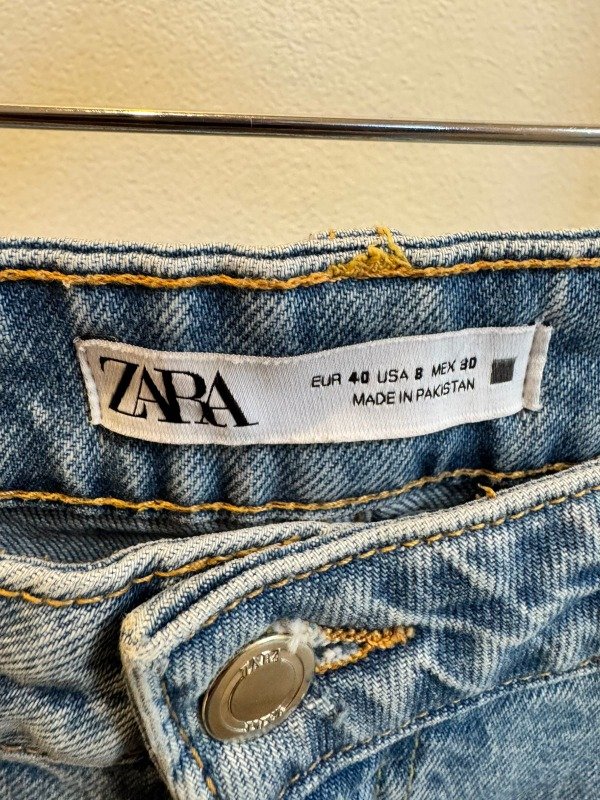 ZARA
EUR 40 USA 8 MEX 30
MADE IN PAKISTAN